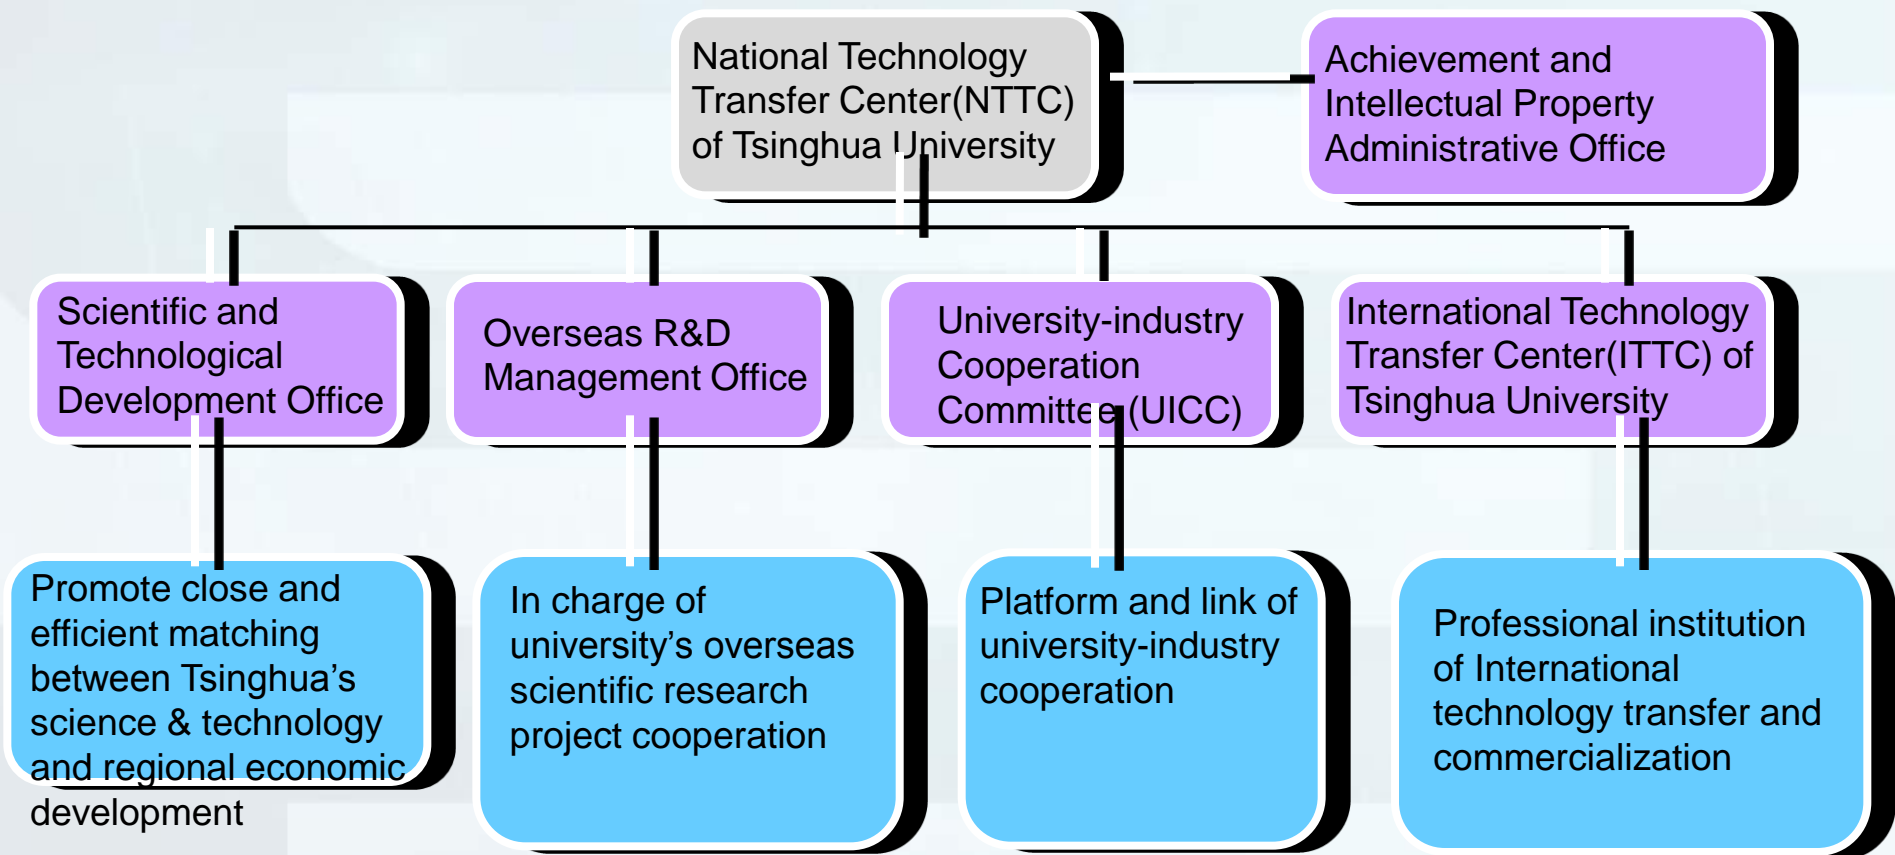 National Technology
Transfer Center(NTTC)
of Tsinghua University
Achievement and
Intellectual Property
Administrative Office
Scientific and
Technological
Development Office
Overseas R&D
Management Office
University-industry
Cooperation
Committee (UICC)
International Technology
Transfer Center(ITTC) of
Tsinghua University
Promote close and
efficient matching
between Tsinghua’s
science & technology
and regional economic
development
In charge of
university’s overseas
scientific research
project cooperation
Platform and link of
university-industry
cooperation
Professional institution
of International
technology transfer and
commercialization